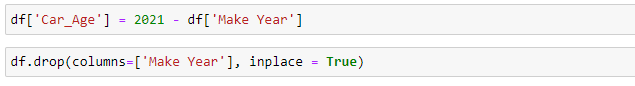 df['Car_Age'] = 2021 - df['Make Year']
df.drop(columns=['Make Year'], inplace = True)